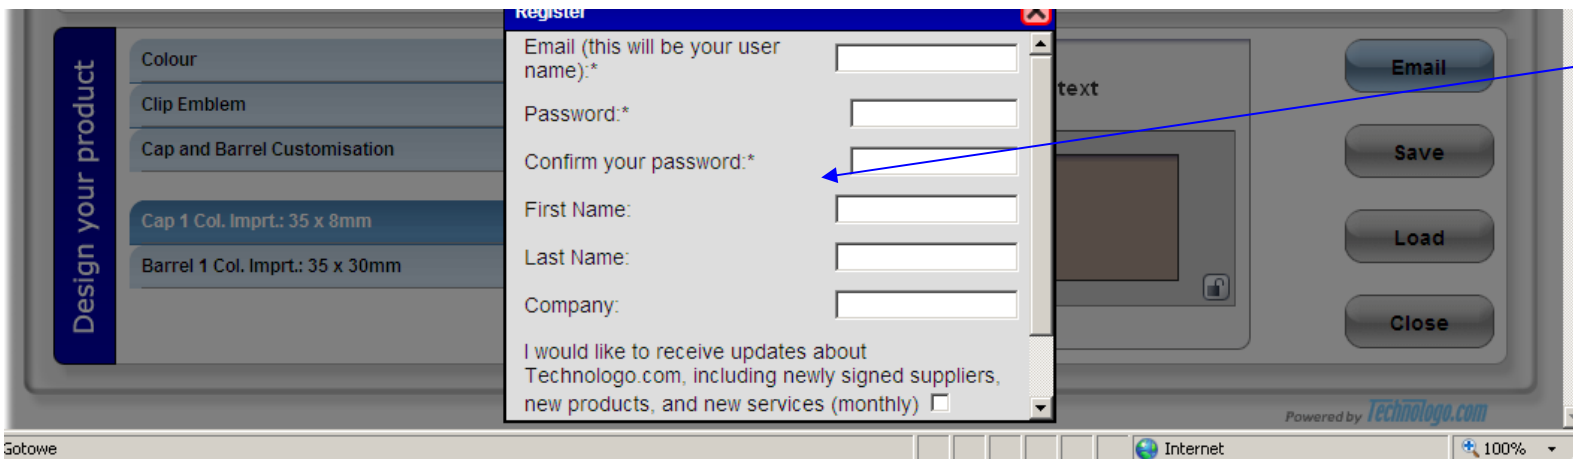 Register
Email (this will be your user
name):*
Password:*
Confirm your password:*
First Name:
Last Name:
Company:
I would like to receive updates about
Technologo.com, including newly signed suppliers,
new products, and new services (monthly)
Design your product
Colour
Clip Emblem
Cap and Barrel Customisation
Cap 1 Col. Imprt.: 35 x 8mm
Barrel 1 Col. Imprt.: 35 x 30mm
text
Email
Save
Load
Close
Powered by Technologo.com
Gotowe
Internet
100%